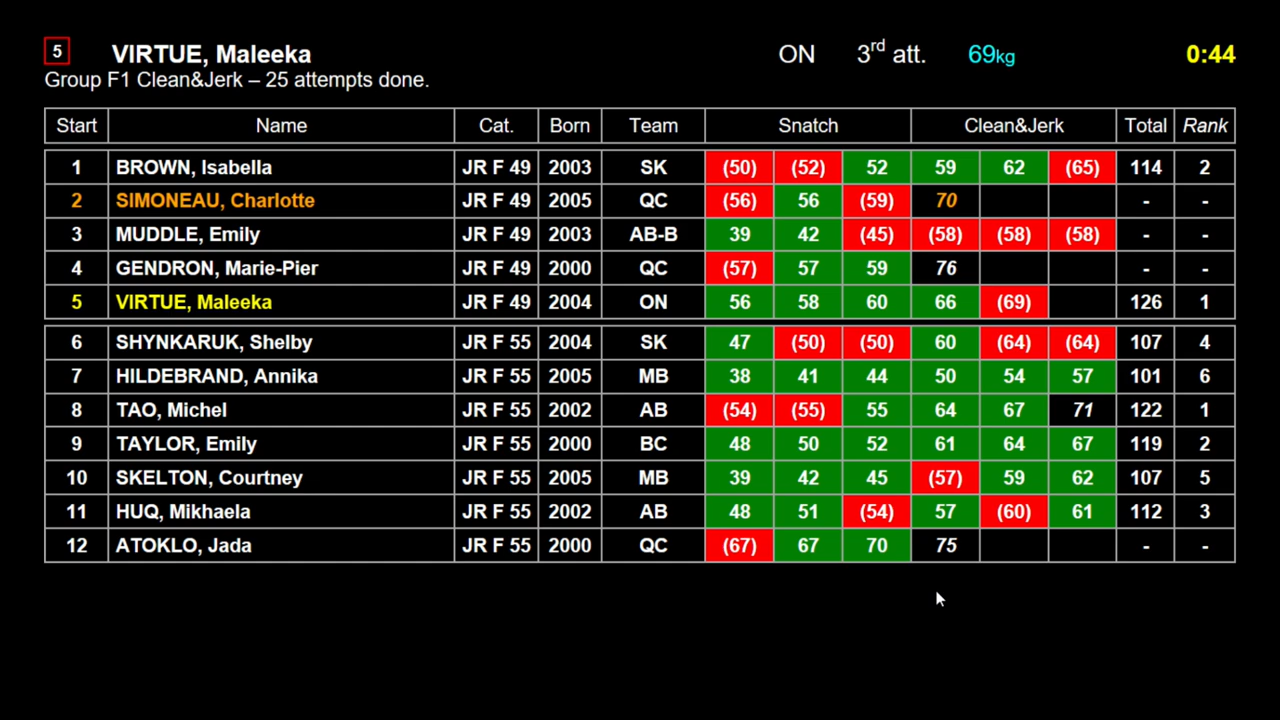 5 VIRTUE, Maleeka ON 3rd att. 69kg 0:44
Group F1 Clean&Jerk – 25 attempts done.
Start Name Cat. Born Team Snatch Clean&Jerk Total Rank
1 BROWN, Isabella JR F 49 2003 SK (50) (52) 52 59 62 (65) 114 2
2 SIMONEAU, Charlotte JR F 49 2005 QC (56) 56 (59) 70 - -
3 MUDDLE, Emily JR F 49 2003 AB-B 39 42 (45) (58) (58) (58) - -
4 GENDRON, Marie-Pier JR F 49 2000 QC (57) 57 59 76 - -
5 VIRTUE, Maleeka JR F 49 2004 ON 56 58 60 66 (69) 126 1
6 SHYNKARUK, Shelby JR F 55 2004 SK 47 (50) (50) 60 (64) (64) 107 4
7 HILDEBRAND, Annika JR F 55 2005 MB 38 41 44 50 54 57 101 6
8 TAO, Michel JR F 55 2002 AB (54) (55) 55 64 67 71 122 1
9 TAYLOR, Emily JR F 55 2000 BC 48 50 52 61 64 67 119 2
10 SKELTON, Courtney JR F 55 2005 MB 39 42 45 (57) 59 62 107 5
11 HUQ, Mikhaela JR F 55 2002 AB 48 51 (54) 57 (60) 61 112 3
12 ATOKLO, Jada JR F 55 2000 QC (67) 67 70 75 - -